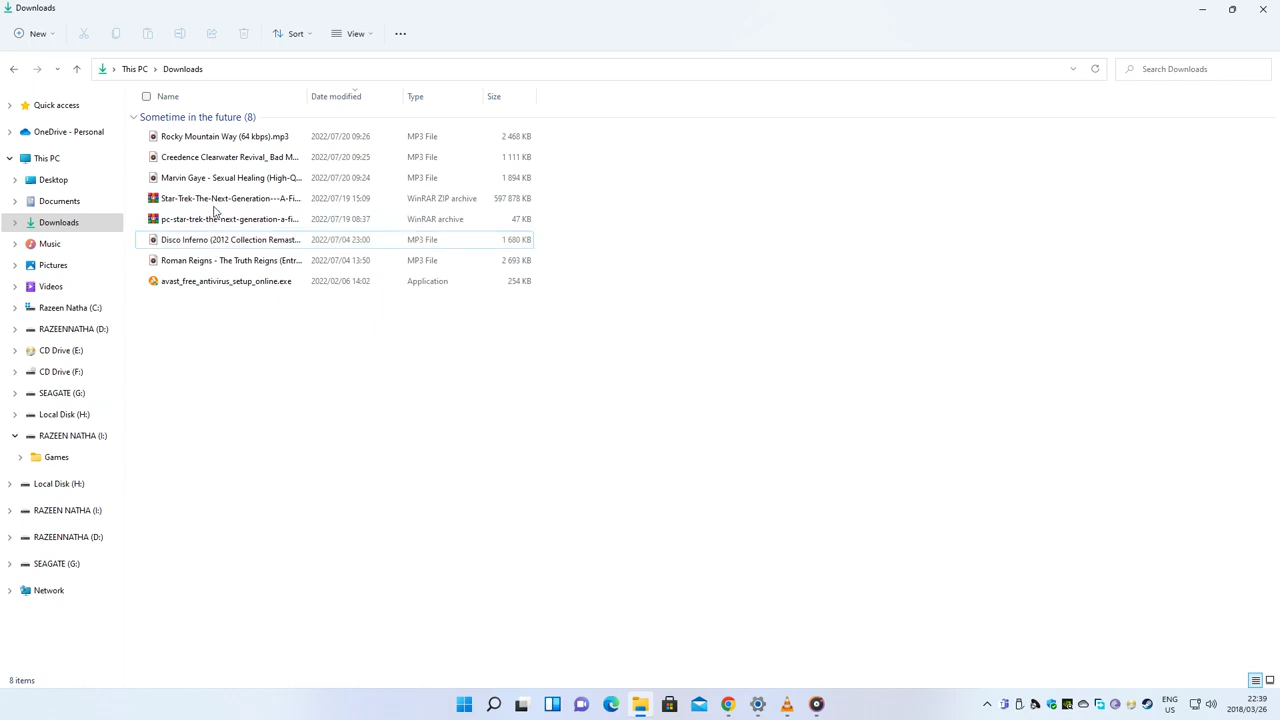 Downloads
New
Sort
View
This PC
Downloads
Search Downloads
Quick access
OneDrive - Personal
This PC
Desktop
Documents
Downloads
Music
Pictures
Videos
Razeen Natha (C:)
RAZEENNATHA (D:)
CD Drive (E:)
CD Drive (F:)
SEAGATE (G:)
Local Disk (H:)
RAZEEN NATHA (I:)
Games
Local Disk (H:)
RAZEEN NATHA (I:)
RAZEENNATHA (D:)
SEAGATE (G:)
Network
Name Date modified Type Size
Sometime in the future (8)
Rocky Mountain Way (64 kbps).mp3 2022/07/20 09:26 MP3 File 2 468 KB
Creedence Clearwater Revival_ Bad M... 2022/07/20 09:25 MP3 File 1 111 KB
Marvin Gaye - Sexual Healing (High-Q... 2022/07/20 09:24 MP3 File 1 894 KB
Star-Trek-The-Next-Generation---A-Fi... 2022/07/19 15:09 WinRAR ZIP archive 597 878 KB
pc-star-trek-the-next-generation-a-fi... 2022/07/19 08:37 WinRAR archive 47 KB
Disco Inferno (2012 Collection Remast... 2022/07/04 23:00 MP3 File 1 680 KB
Roman Reigns - The Truth Reigns (Entr... 2022/07/04 13:50 MP3 File 2 693 KB
avast_free_antivirus_setup_online.exe 2022/02/06 14:02 Application 254 KB
8 items
ENG
US
22:39
2018/03/26